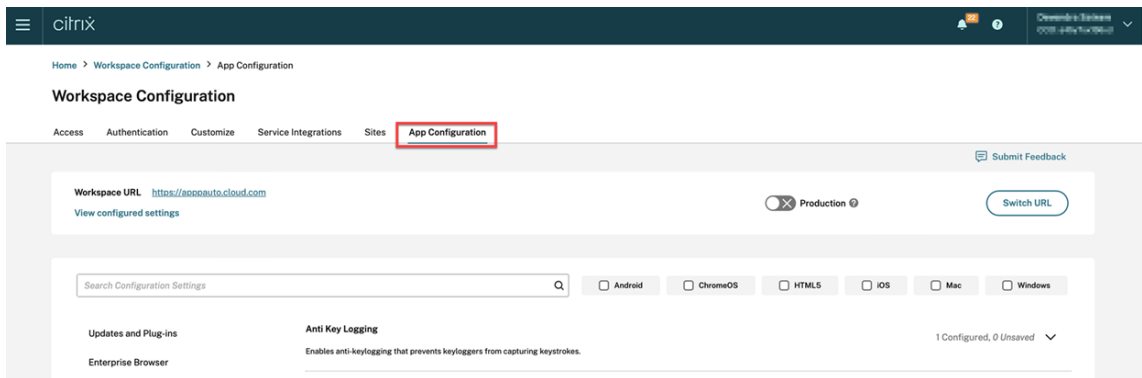 citrix
22
?
Home > Workspace Configuration > App Configuration
Workspace Configuration
Access Authentication Customize Service Integrations Sites App Configuration
Submit Feedback
Workspace URL https://apppauto.cloud.com
Production ?
Switch URL
View configured settings
Search Configuration Settings
Android ChromeOS HTML5 iOS Mac Windows
Updates and Plug-ins
Enterprise Browser
Anti Key Logging
1 Configured, 0 Unsaved
Enables anti-keylogging that prevents keyloggers from capturing keystrokes.